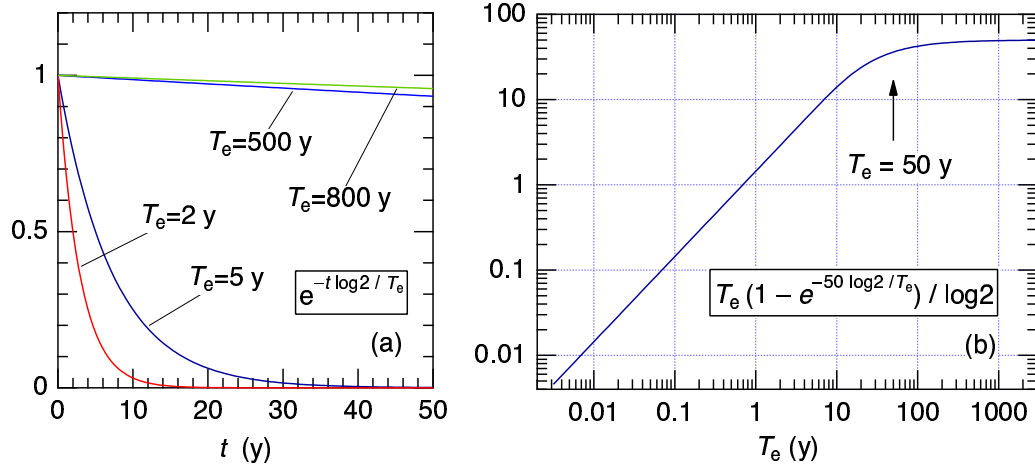 1
0.5
0
0 10 20 30 40 50
t (y)
Te=500 y
Te=800 y
Te=2 y
Te=5 y
e−t log2 / Te
(a)
100
10
1
0.1
0.01
0.01 0.1 1 10 100 1000
Te (y)
Te = 50 y
Te (1 − e−50 log2 /Te) / log2
(b)